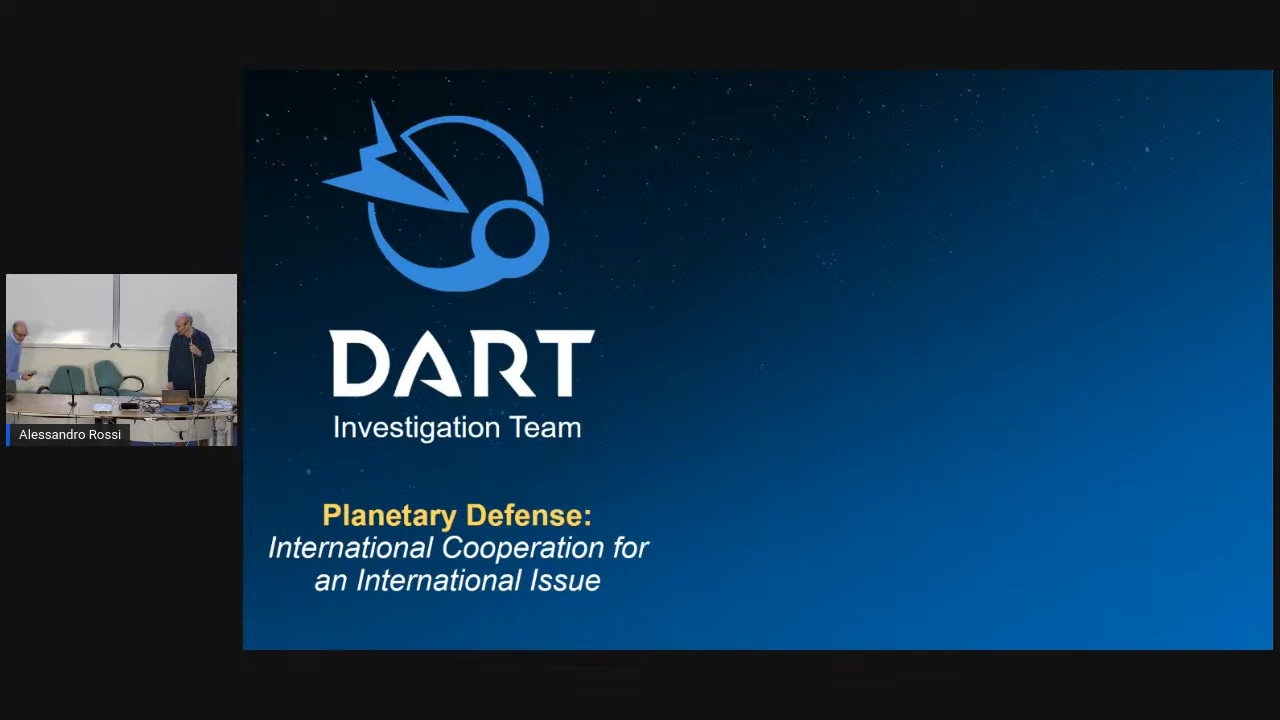 DART
Investigation Team
Planetary Defense:
International Cooperation for
an International Issue
Alessandro Rossi